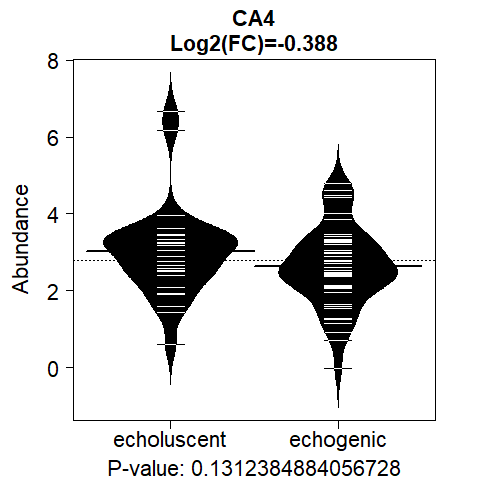 CA4
Log2(FC)=-0.388
Abundance
8
6
4
2
0
echoluscent echogenic
P-value: 0.1312384884056728